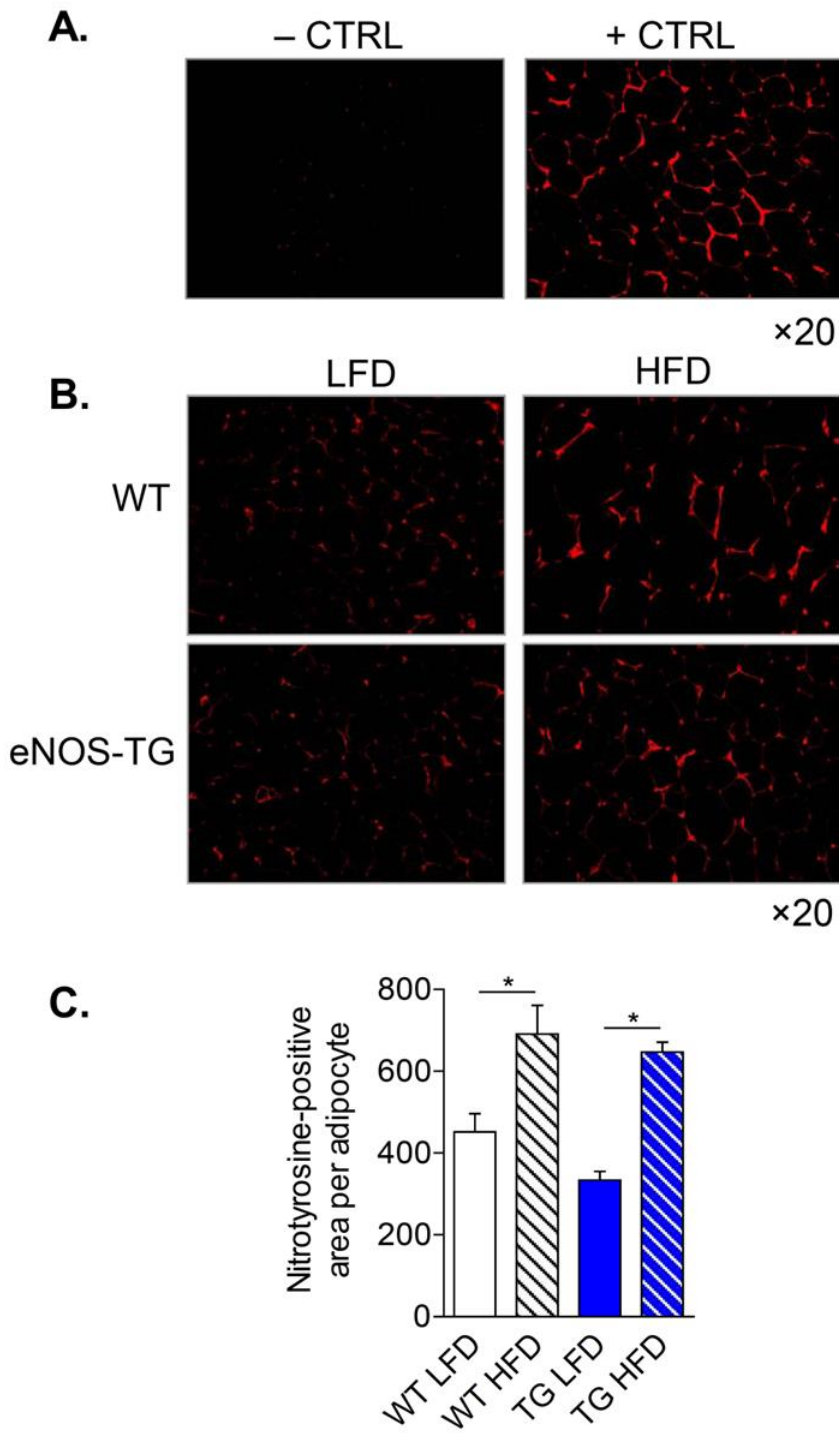 A.
– CTRL
+ CTRL
×20
B.
LFD
HFD
WT
eNOS-TG
×20
C.
Nitrotyrosine-positive
area per adipocyte
800
600
400
200
0
*
*
WT LFD
WT HFD
TG LFD
TG HFD